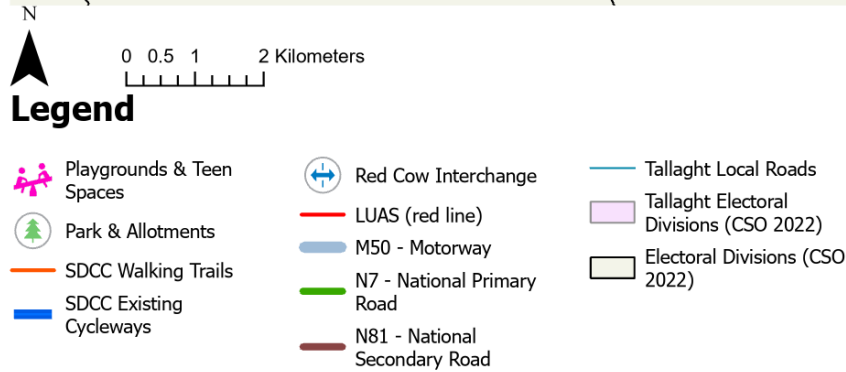 N
0 0.5 1 2 Kilometers
Legend
Playgrounds & Teen
Spaces
Park & Allotments
SDCC Walking Trails
SDCC Existing
Cycleways
Red Cow Interchange
LUAS (red line)
M50 - Motorway
N7 - National Primary
Road
N81 - National
Secondary Road
Tallaght Local Roads
Tallaght Electoral
Divisions (CSO 2022)
Electoral Divisions (CSO
2022)